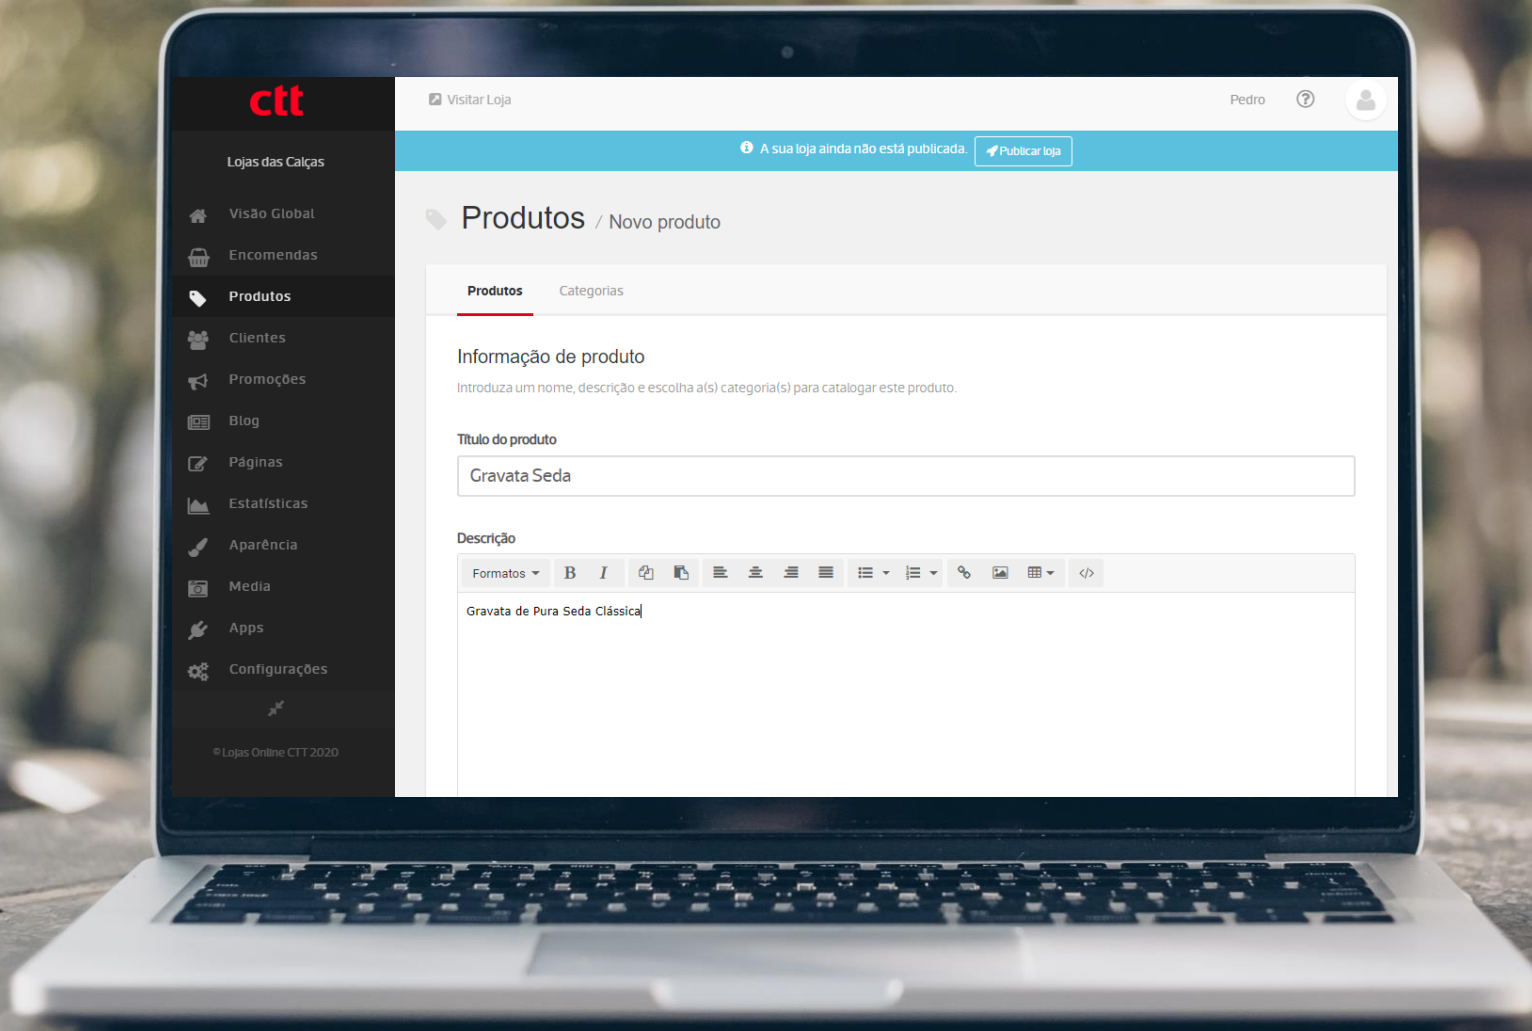 ctt
Visitar Loja
Pedro
A sua loja ainda não está publicada.
Publicar loja
Lojas das Calças
Visão Global
Encomendas
Produtos
Clientes
Promoções
Blog
Páginas
Estatísticas
Aparência
Media
Apps
Configurações
© Lojas Online CTT 2020
Produtos / Novo produto
Produtos Categorias
Informação de produto
Introduza um nome, descrição e escolha a(s) categoria(s) para catalogar este produto.
Título do produto
Gravata Seda
Descrição
Formatos B I
Gravata de Pura Seda Clássica